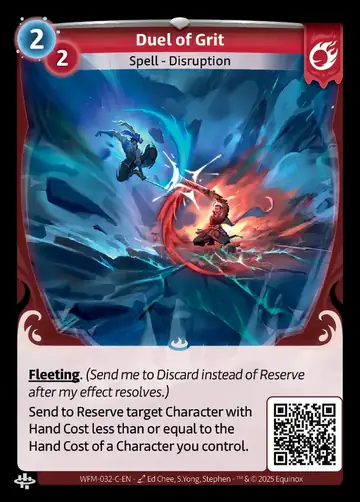 2
2
Duel of Grit
Spell - Disruption
Fleeting. (Send me to Discard instead of Reserve
after my effect resolves.)
Send to Reserve target Character with
Hand Cost less than or equal to the
Hand Cost of a Character you control.
WFM-032-C-EN - Ed Chee, S.Yong, Stephen - ™ & © 2025 Equinox